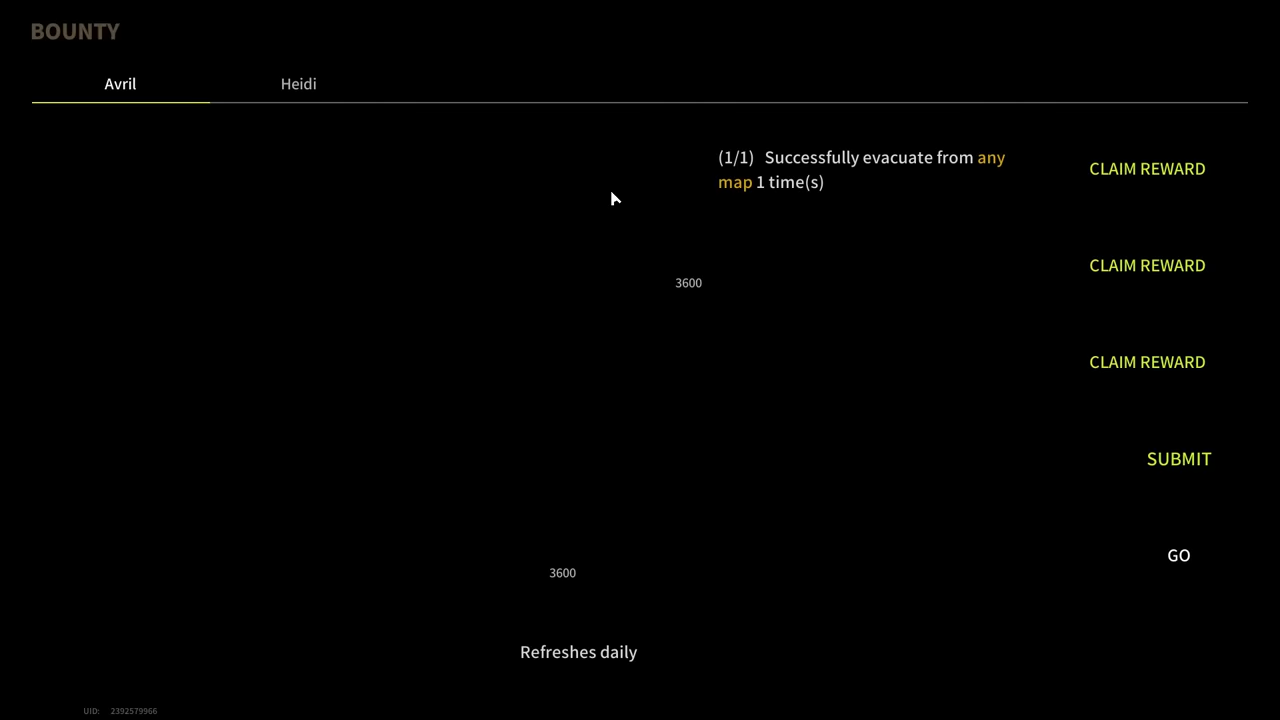 BOUNTY
Avril
Heidi
(1/1) Successfully evacuate from any
map 1 time(s)
CLAIM REWARD
CLAIM REWARD
3600
CLAIM REWARD
SUBMIT
GO
3600
Refreshes daily
UID: 2392579966